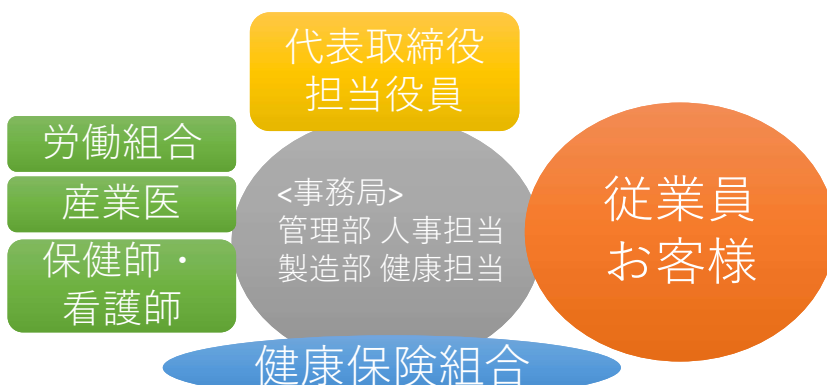 代表取締役
担当役員
労働組合
産業医
保健師・
看護師
<事務局>
管理部 人事担当
製造部 健康担当
従業員
お客様
健康保険組合